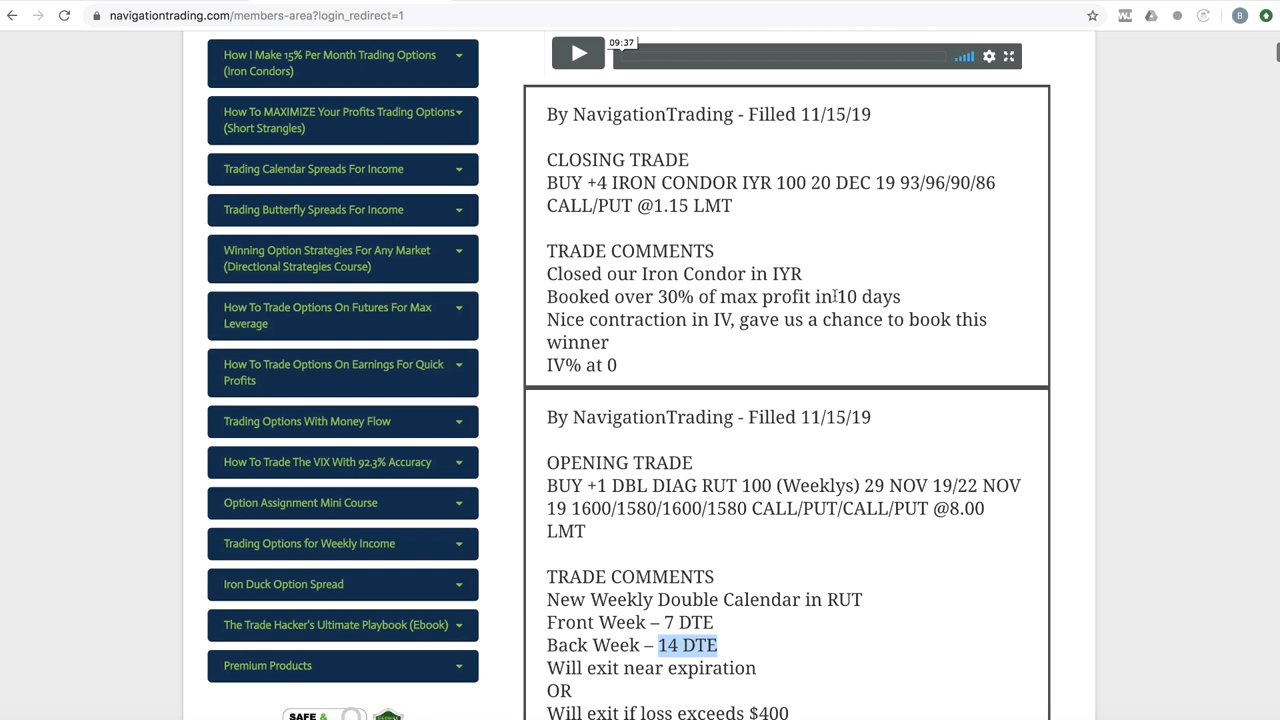 navigationtrading.com/members-area?login_redirect=1
B
How I Make 15% Per Month Trading Options
(Iron Condors)
How To MAXIMIZE Your Profits Trading Options
(Short Strangles)
Trading Calendar Spreads For Income
Trading Butterfly Spreads For Income
Winning Option Strategies For Any Market
(Directional Strategies Course)
How To Trade Options On Futures For Max
Leverage
How To Trade Options On Earnings For Quick
Profits
Trading Options With Money Flow
How To Trade The VIX With 92.3% Accuracy
Option Assignment Mini Course
Trading Options for Weekly Income
Iron Duck Option Spread
The Trade Hacker's Ultimate Playbook (Ebook)
Premium Products
SAFE &
09:37
By NavigationTrading - Filled 11/15/19
CLOSING TRADE
BUY +4 IRON CONDOR IYR 100 20 DEC 19 93/96/90/86
CALL/PUT @1.15 LMT
TRADE COMMENTS
Closed our Iron Condor in IYR
Booked over 30% of max profit in 10 days
Nice contraction in IV, gave us a chance to book this
winner
IV% at 0
By NavigationTrading - Filled 11/15/19
OPENING TRADE
BUY +1 DBL DIAG RUT 100 (Weeklys) 29 NOV 19/22 NOV
19 1600/1580/1600/1580 CALL/PUT/CALL/PUT @8.00
LMT
TRADE COMMENTS
New Weekly Double Calendar in RUT
Front Week – 7 DTE
Back Week – 14 DTE
Will exit near expiration
OR
Will exit if loss exceeds $400